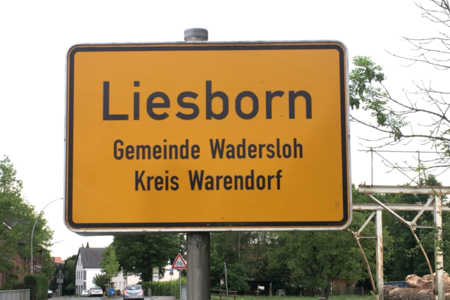 Liesborn
Gemeinde Wadersloh
Kreis Warendorf